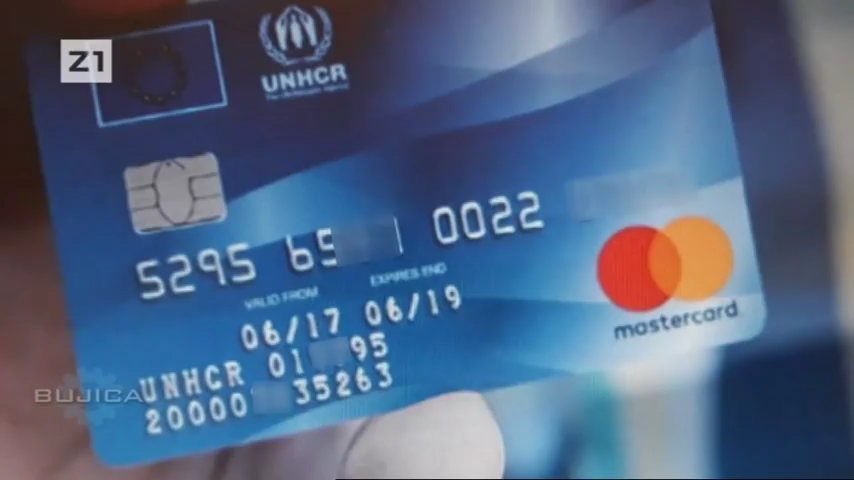 Z1
UNHCR
5295 65 0022
VALID FROM EXPIRES END
06/17 06/19
UNHCR 01 95
20000 35263
mastercard
BUJICA